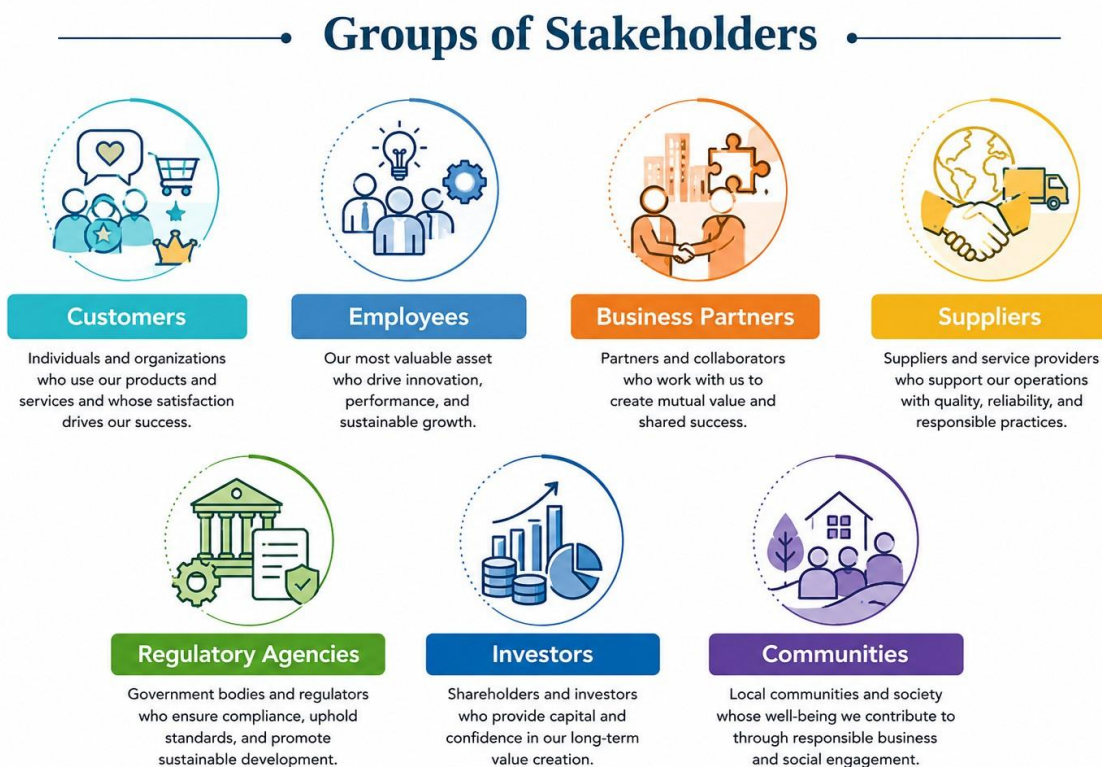 Groups of Stakeholders
Customers
Individuals and organizations
who use our products and
services and whose satisfaction
drives our success.
Employees
Our most valuable asset
who drive innovation,
performance, and
sustainable growth.
Business Partners
Partners and collaborators
who work with us to
create mutual value and
shared success.
Suppliers
Suppliers and service providers
who support our operations
with quality, reliability, and
responsible practices.
Regulatory Agencies
Government bodies and regulators
who ensure compliance, uphold
standards, and promote
sustainable development.
Investors
Shareholders and investors
who provide capital and
confidence in our long-term
value creation.
Communities
Local communities and society
whose well-being we contribute to
through responsible business
and social engagement.